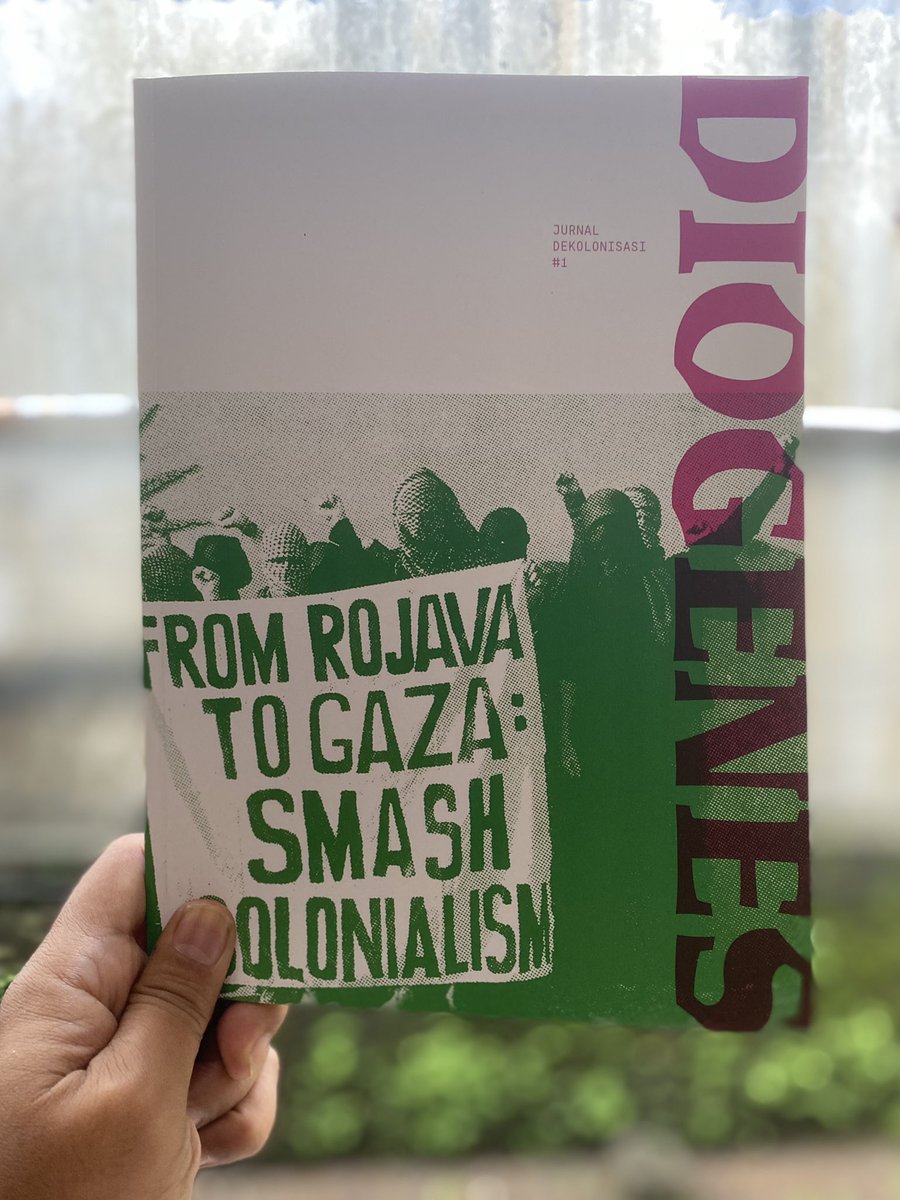 DIOGENES
JURNAL
DEKOLONISASI
#1
FROM ROJAVA
TO GAZA:
SMASH
COLONIALISM